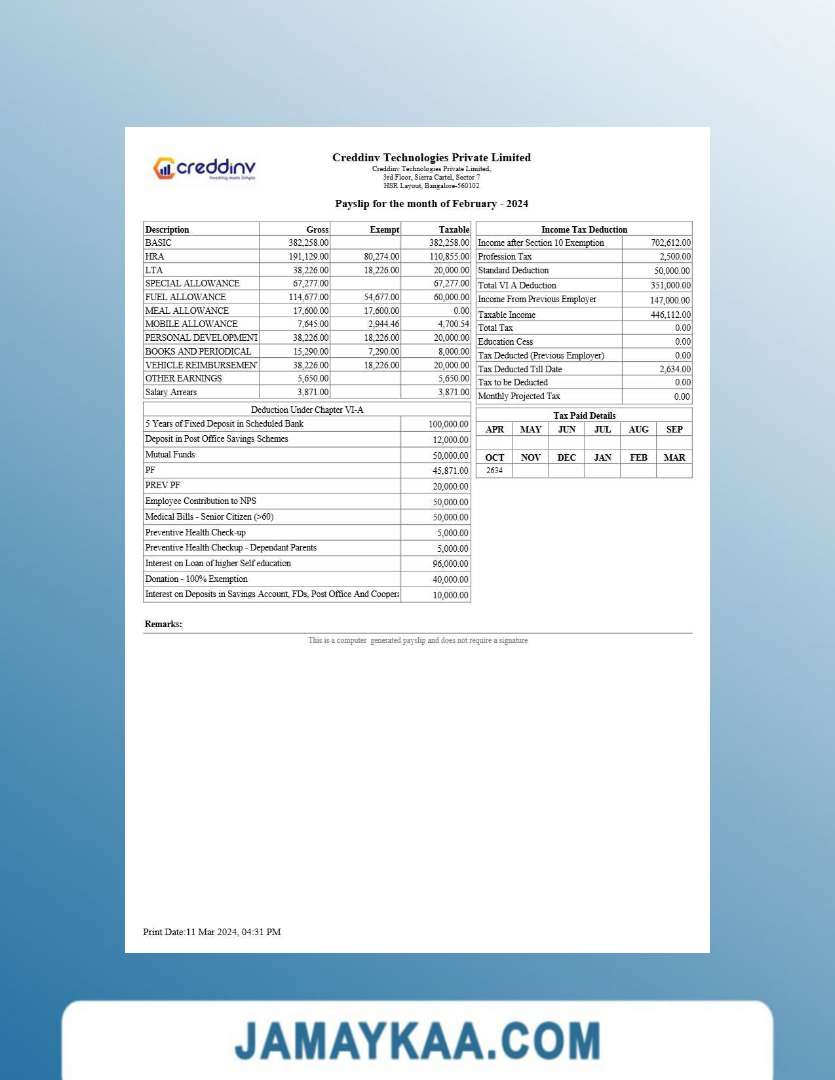 creddinv
Creddinv Technologies Private Limited
Creddinv Technologies Private Limited,
3rd Floor, Sierra Cartel, Sector 7
HSR Layout, Bangalore-560102
Payslip for the month of February - 2024
Description Gross Exempt Taxable
BASIC 382,258.00 382,258.00
HRA 191,129.00 80,274.00 110,855.00
LTA 38,226.00 18,226.00 20,000.00
SPECIAL ALLOWANCE 67,277.00 67,277.00
FUEL ALLOWANCE 114,677.00 54,677.00 60,000.00
MEAL ALLOWANCE 17,600.00 17,600.00 0.00
MOBILE ALLOWANCE 7,645.00 2,944.46 4,700.54
PERSONAL DEVELOPMENT 38,226.00 18,226.00 20,000.00
BOOKS AND PERIODICAL 15,290.00 7,290.00 8,000.00
VEHICLE REIMBURSEMEN 38,226.00 18,226.00 20,000.00
OTHER EARNINGS 5,650.00 5,650.00
Salary Arrears 3,871.00 3,871.00
Deduction Under Chapter VI-A
5 Years of Fixed Deposit in Scheduled Bank 100,000.00
Deposit in Post Office Savings Schemes 12,000.00
Mutual Funds 50,000.00
PF 45,871.00
PREV PF 20,000.00
Employee Contribution to NPS 50,000.00
Medical Bills - Senior Citizen (>60) 50,000.00
Preventive Health Check-up 5,000.00
Preventive Health Checkup - Dependant Parents 5,000.00
Interest on Loan of higher Self education 96,000.00
Donation - 100% Exemption 40,000.00
Interest on Deposits in Savings Account, FDs, Post Office And Coopera 10,000.00
Income Tax Deduction
Income after Section 10 Exemption 702,612.00
Profession Tax 2,500.00
Standard Deduction 50,000.00
Total VI A Deduction 351,000.00
Income From Previous Employer 147,000.00
Taxable Income 446,112.00
Total Tax 0.00
Education Cess 0.00
Tax Deducted (Previous Employer) 0.00
Tax Deducted Till Date 2,634.00
Tax to be Deducted 0.00
Monthly Projected Tax 0.00
Tax Paid Details
APR MAY JUN JUL AUG SEP
OCT NOV DEC JAN FEB MAR
2634
Remarks:
This is a computer generated payslip and does not require a signature
Print Date:11 Mar 2024, 04:31 PM
JAMAYKAA.COM